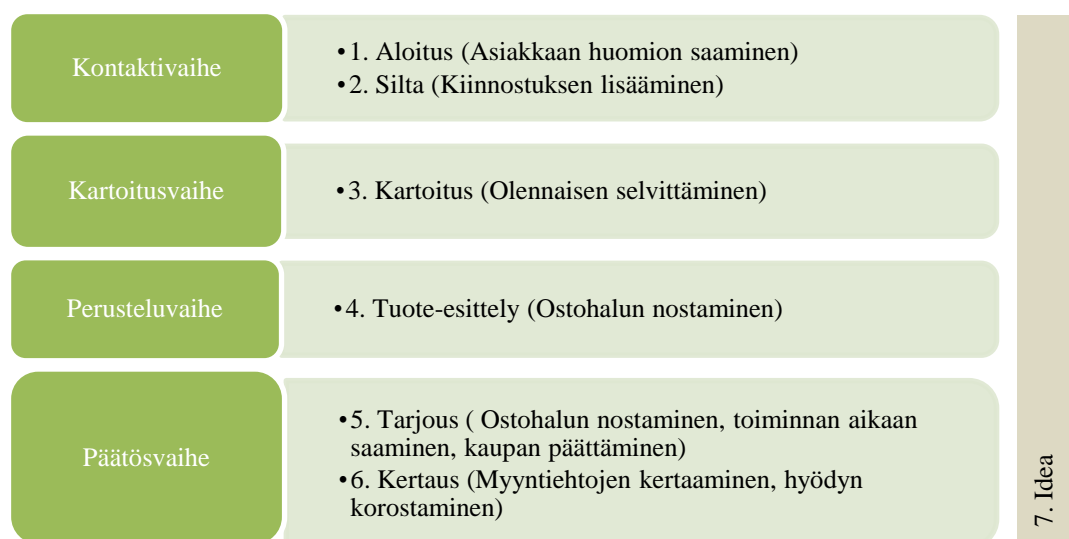 Kontaktivaihe
•1. Aloitus (Asiakkaan huomion saaminen)
•2. Silta (Kiinnostuksen lisääminen)
Kartoitusvaihe
•3. Kartoitus (Olennaisen selvittäminen)
Perusteluvaihe
•4. Tuote-esittely (Ostohalun nostaminen)
Päätösvaihe
•5. Tarjous ( Ostohalun nostaminen, toiminnan aikaan
saaminen, kaupan päättäminen)
•6. Kertaus (Myyntiehtojen kertaaminen, hyödyn
korostaminen)
7. Idea